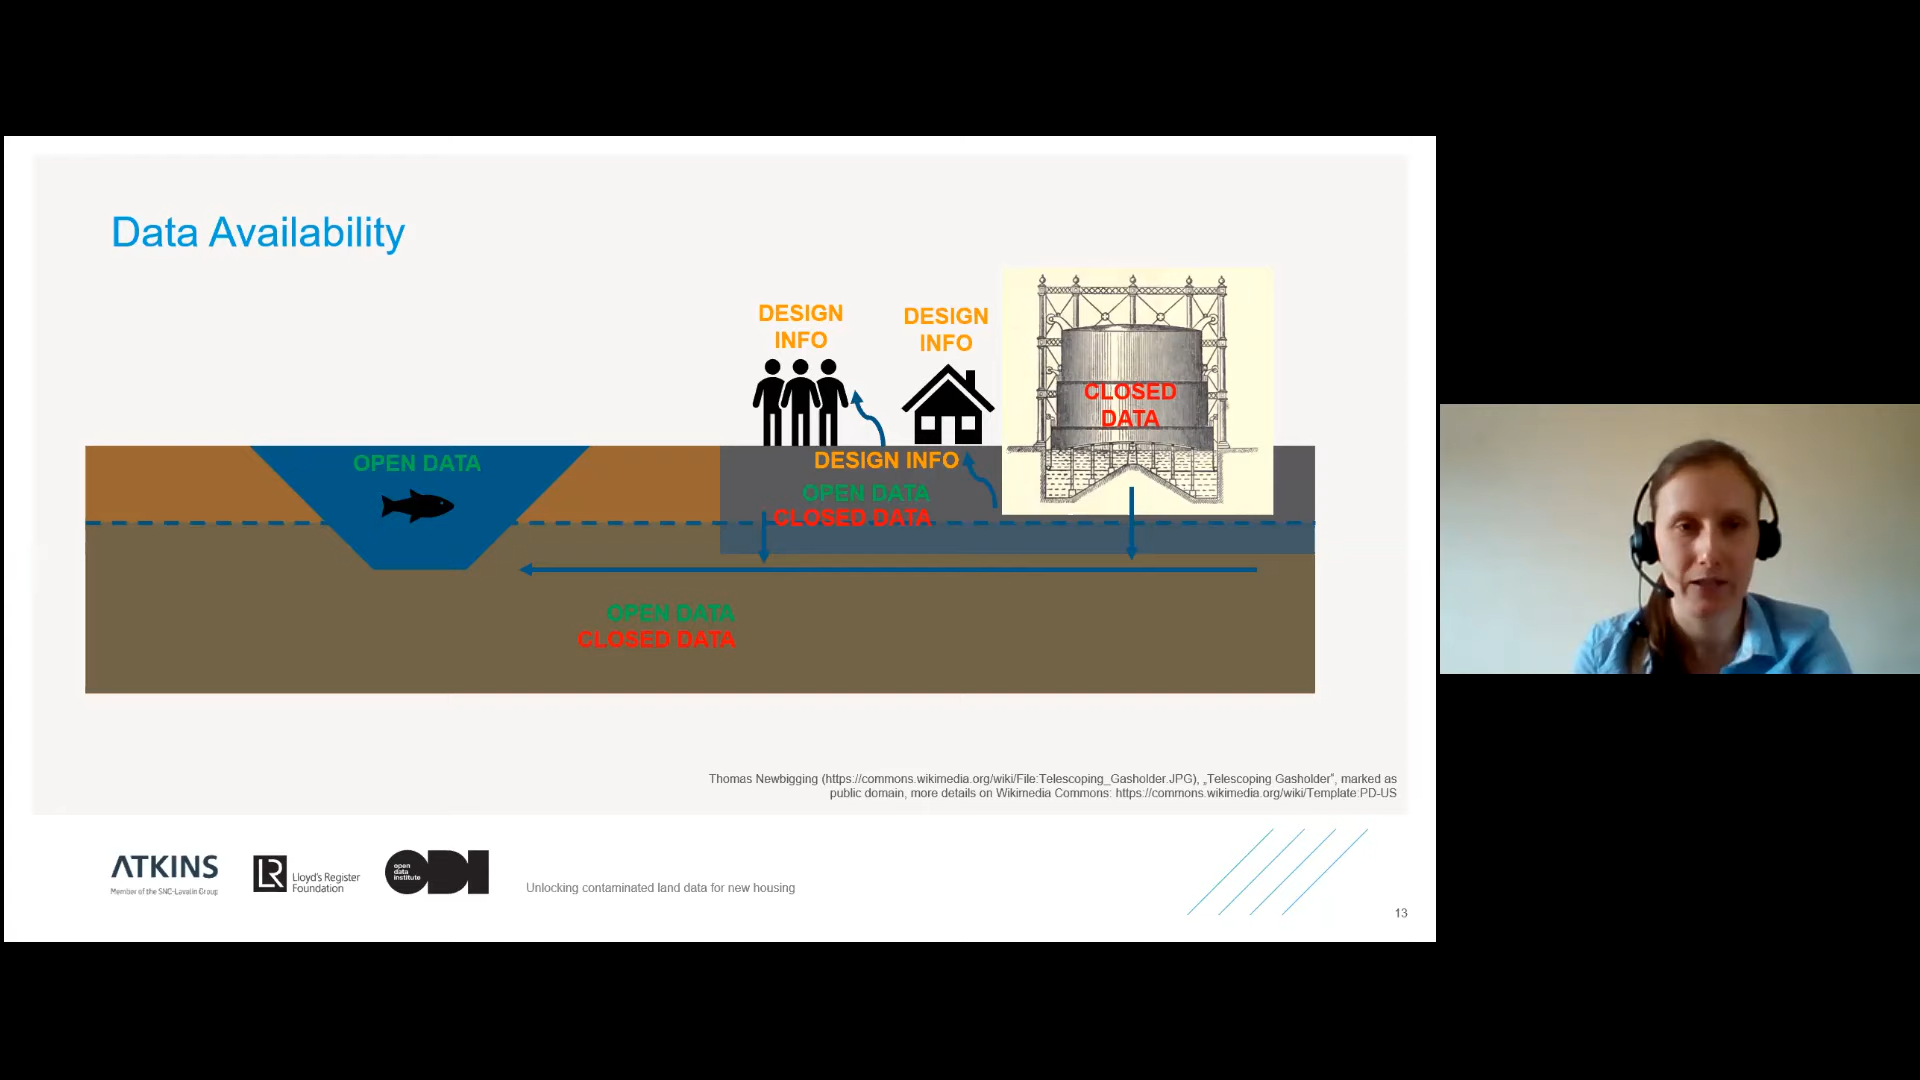 Data Availability
DESIGN
INFO
DESIGN
INFO
CLOSED
DATA
OPEN DATA
DESIGN INFO
OPEN DATA
CLOSED DATA
OPEN DATA
CLOSED DATA
Thomas Newbigging (https://commons.wikimedia.org/wiki/File:Telescoping_Gasholder.JPG), „Telescoping Gasholder“, marked as
public domain, more details on Wikimedia Commons: https://commons.wikimedia.org/wiki/Template:PD-US
ATKINS
Member of the SNC-Lavalin Group
LR
Lloyd's Register
Foundation
open
data
institute
ODI
Unlocking contaminated land data for new housing
13